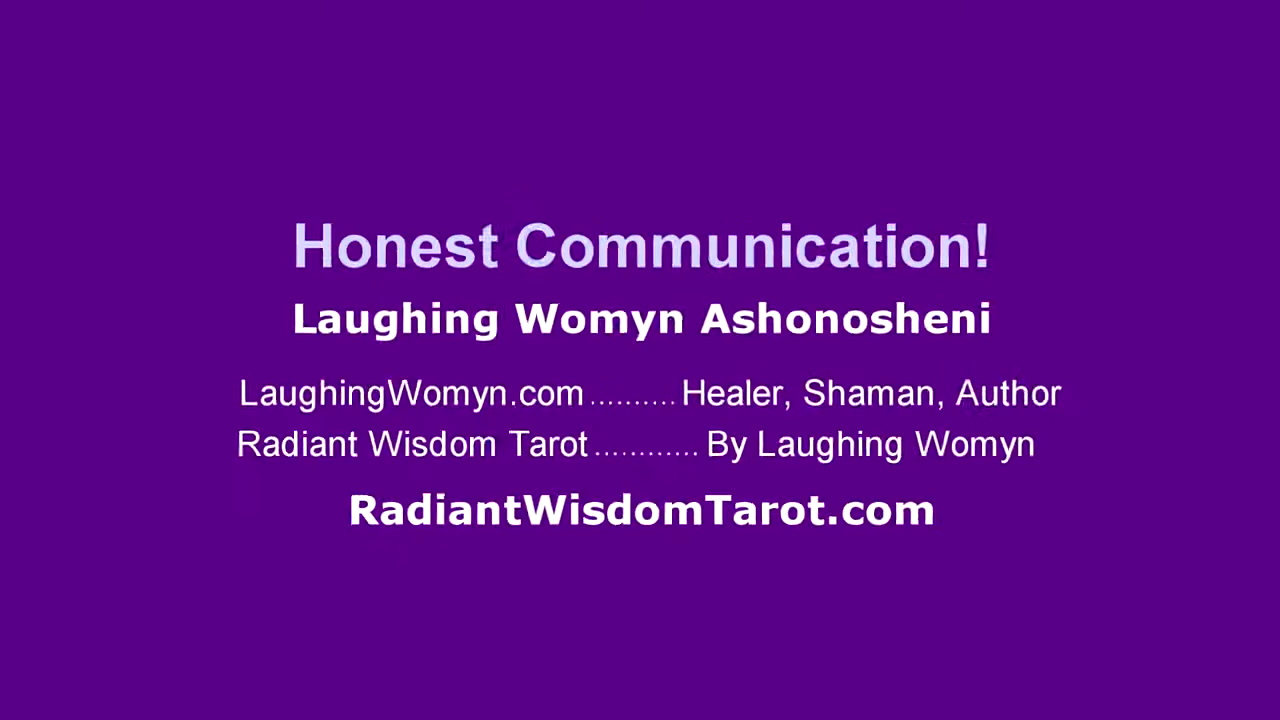 Honest Communication!
Laughing Womyn Ashonosheni
LaughingWomyn.com..........Healer, Shaman, Author
Radiant Wisdom Tarot............By Laughing Womyn
RadiantWisdomTarot.com